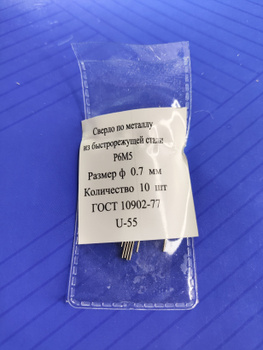 Сверло по металлу
из быстрорежущей стали
Р6М5
Размер ф 0.7 мм
Количество 10 шт
ГОСТ 10902-77
U-55